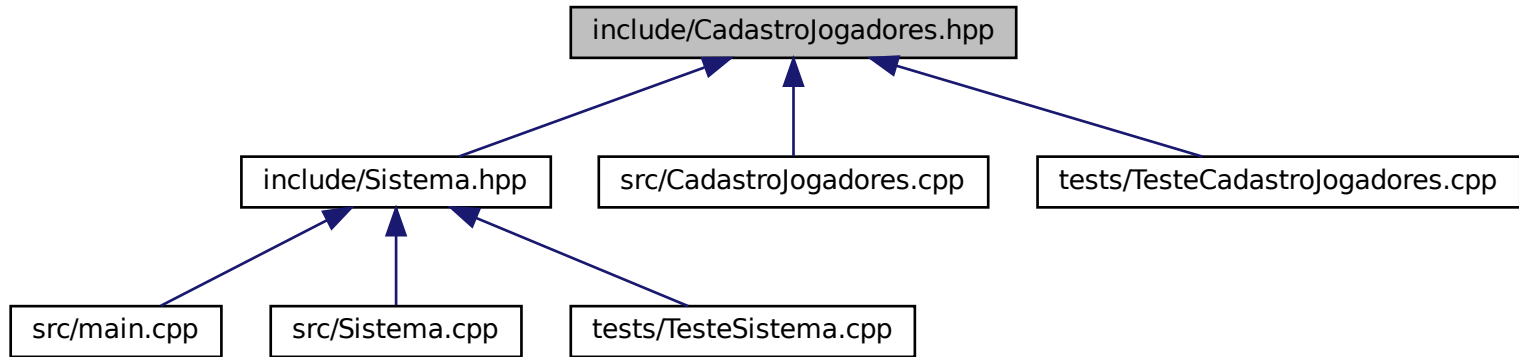 include/CadastroJogadores.hpp
include/Sistema.hpp
src/CadastroJogadores.cpp
tests/TesteCadastroJogadores.cpp
src/main.cpp
src/Sistema.cpp
tests/TesteSistema.cpp